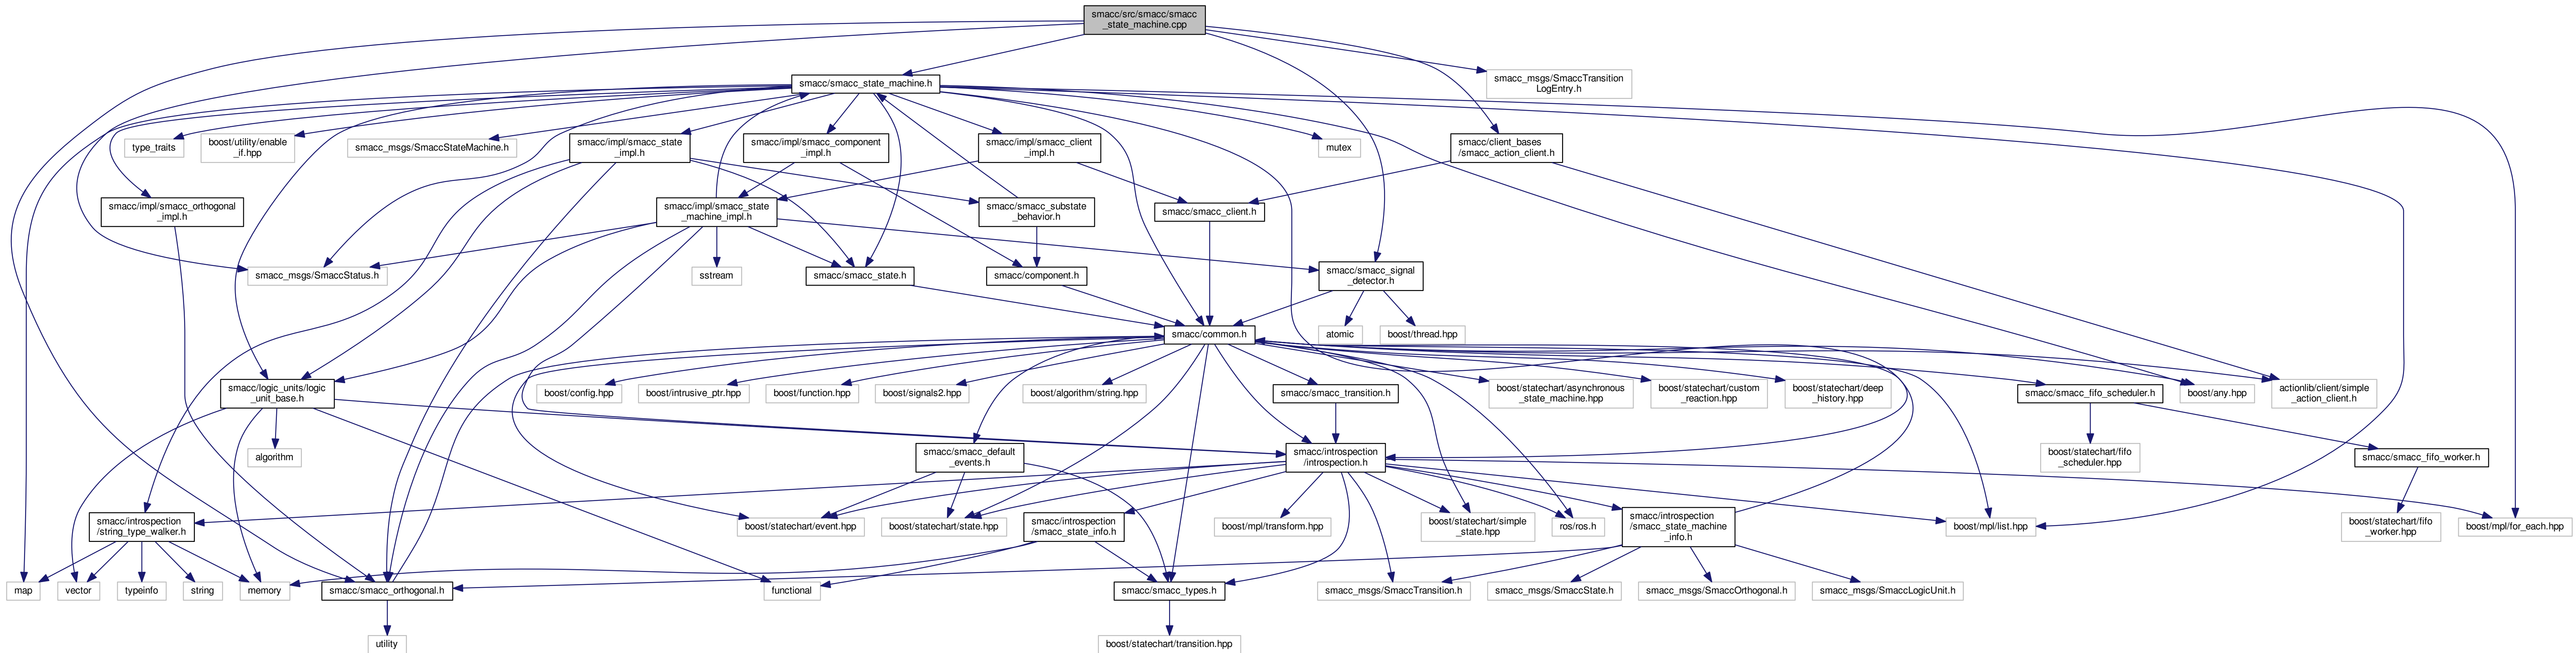 smacc/src/smacc/smacc
_state_machine.cpp
smacc/smacc_state_machine.h
smacc_msgs/SmaccTransition
LogEntry.h
type_traits
boost/utility/enable
_if.hpp
smacc_msgs/SmaccStateMachine.h
smacc/impl/smacc_state
_impl.h
smacc/impl/smacc_component
_impl.h
smacc/impl/smacc_client
_impl.h
mutex
smacc/client_bases
/smacc_action_client.h
smacc/impl/smacc_orthogonal
_impl.h
smacc/impl/smacc_state
_machine_impl.h
smacc/smacc_substate
_behavior.h
smacc/smacc_client.h
smacc_msgs/SmaccStatus.h
sstream
smacc/smacc_state.h
smacc/component.h
smacc/smacc_signal
_detector.h
smacc/common.h
atomic
boost/thread.hpp
smacc/logic_units/logic
_unit_base.h
boost/config.hpp
boost/intrusive_ptr.hpp
boost/function.hpp
boost/signals2.hpp
boost/algorithm/string.hpp
smacc/smacc_transition.h
boost/statechart/asynchronous
_state_machine.hpp
boost/statechart/custom
_reaction.hpp
boost/statechart/deep
_history.hpp
smacc/smacc_fifo_scheduler.h
boost/any.hpp
actionlib/client/simple
_action_client.h
algorithm
smacc/smacc_default
_events.h
smacc/introspection
/introspection.h
boost/statechart/fifo
_scheduler.hpp
smacc/smacc_fifo_worker.h
smacc/introspection
/string_type_walker.h
boost/statechart/event.hpp
boost/statechart/state.hpp
smacc/introspection
/smacc_state_info.h
boost/mpl/transform.hpp
boost/statechart/simple
_state.hpp
ros/ros.h
smacc/introspection
/smacc_state_machine
_info.h
boost/mpl/list.hpp
boost/statechart/fifo
_worker.hpp
boost/mpl/for_each.hpp
map
vector
typeinfo
string
memory
smacc/smacc_orthogonal.h
functional
smacc/smacc_types.h
smacc_msgs/SmaccTransition.h
smacc_msgs/SmaccState.h
smacc_msgs/SmaccOrthogonal.h
smacc_msgs/SmaccLogicUnit.h
utility
boost/statechart/transition.hpp